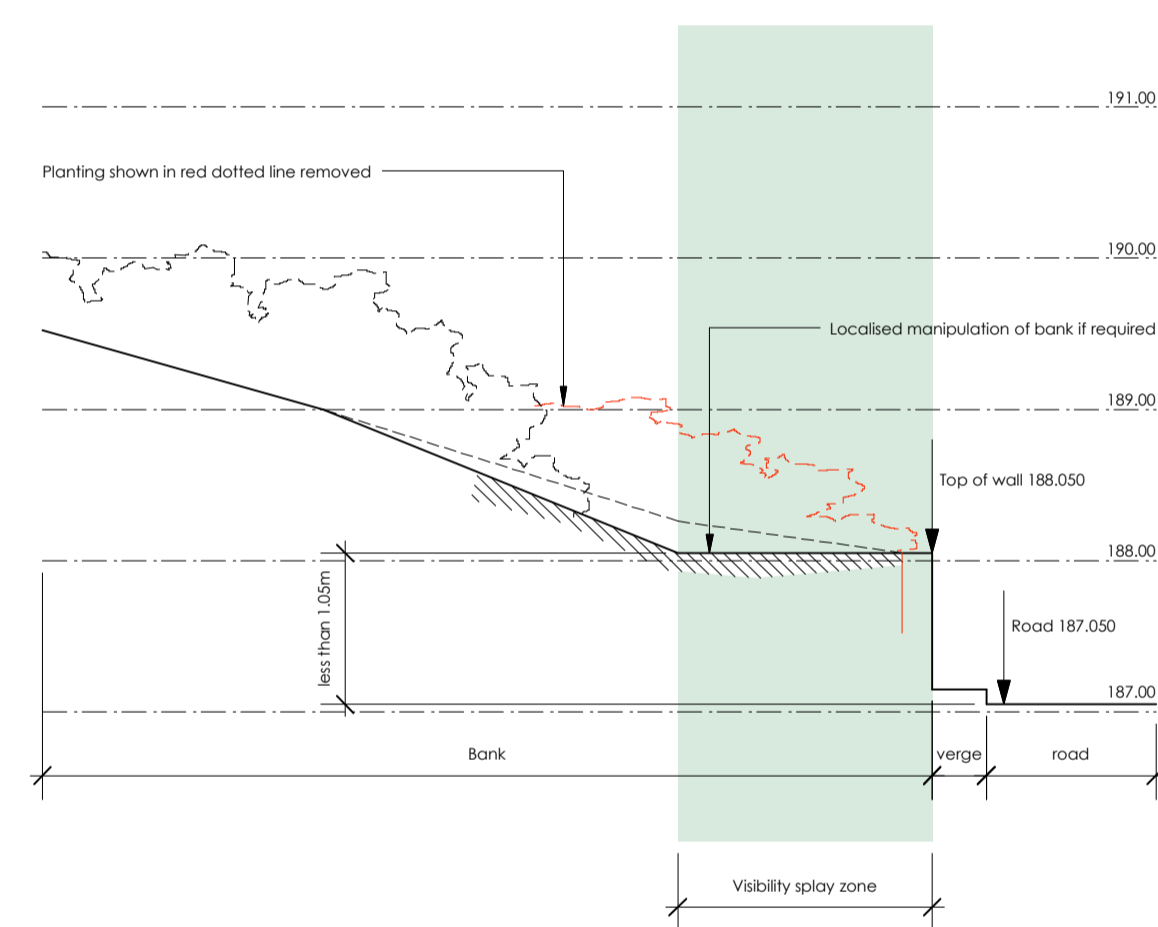 191.00
Planting shown in red dotted line removed
190.00
Localised manipulation of bank if required
189.00
Top of wall 188.050
188.00
less than 1.05m
Road 187.050
187.00
Bank
verge
road
Visibility splay zone